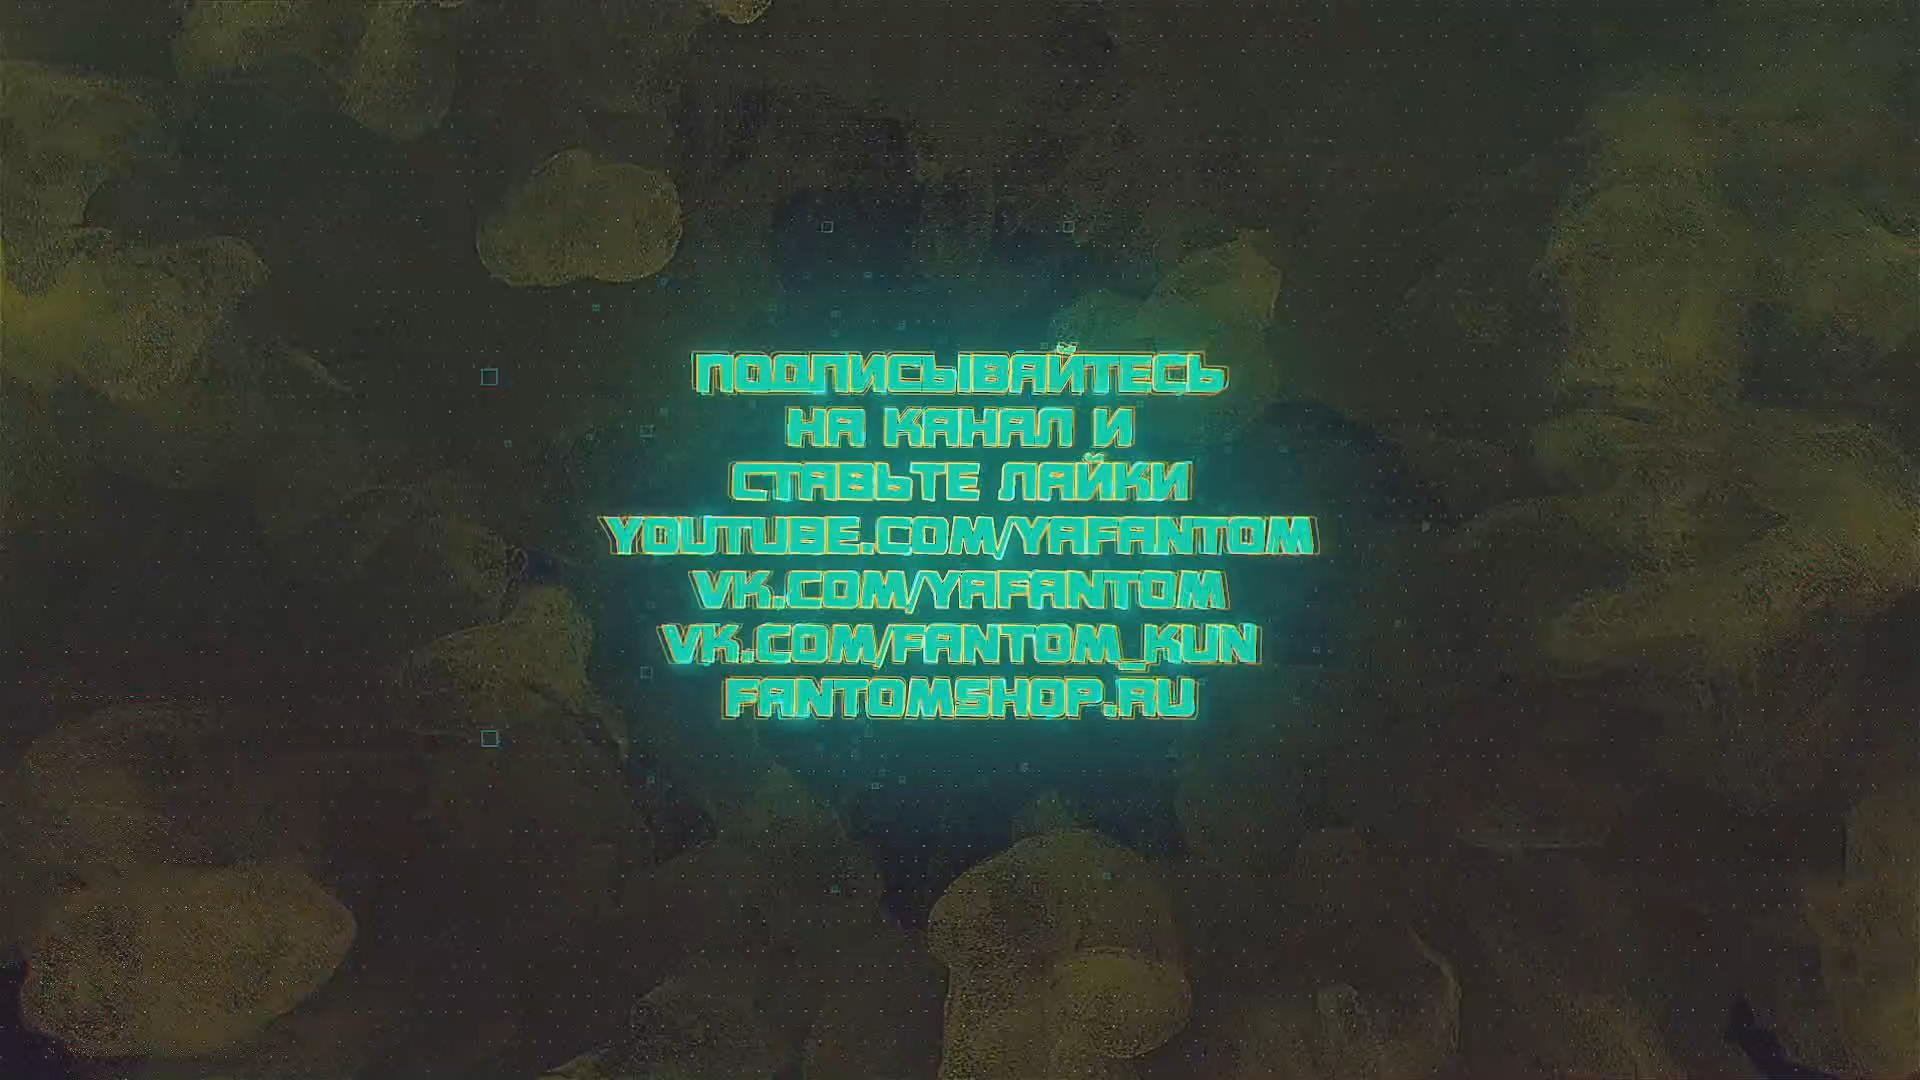 ПОДПИСЫВАЙТЕСЬ
НА КАНАЛ И
СТАВЬТЕ ЛАЙКИ
YOUTUBE.COM/YAFANTOM
VK.COM/YAFANTOM
VK.COM/FANTOM_KUN
FANTOMSHOP.RU